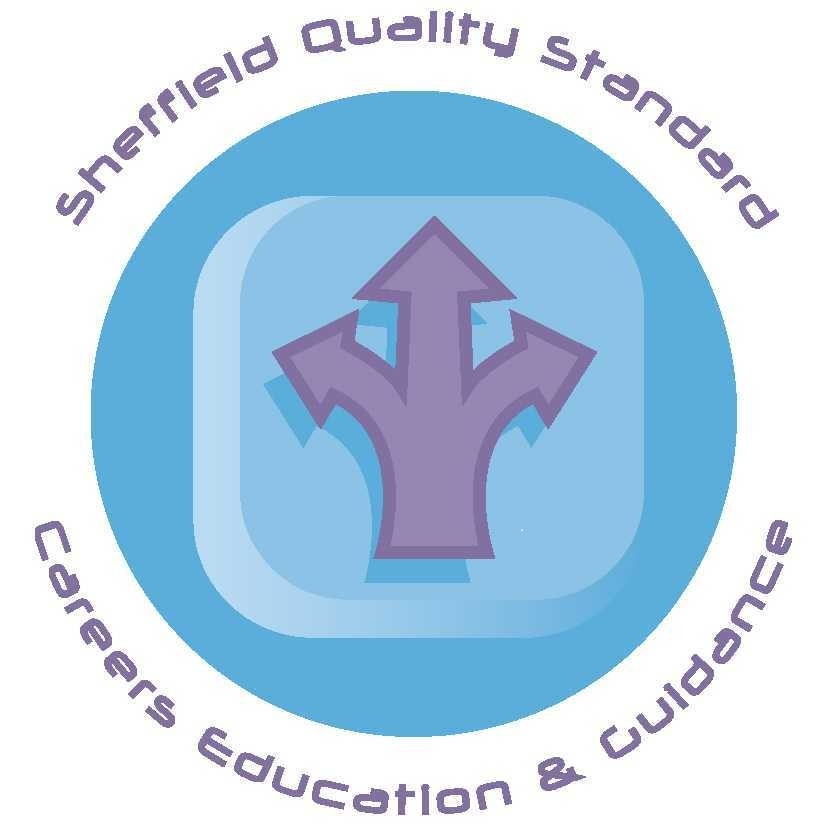 Sheffield Quality Standard
Careers Education & Guidance